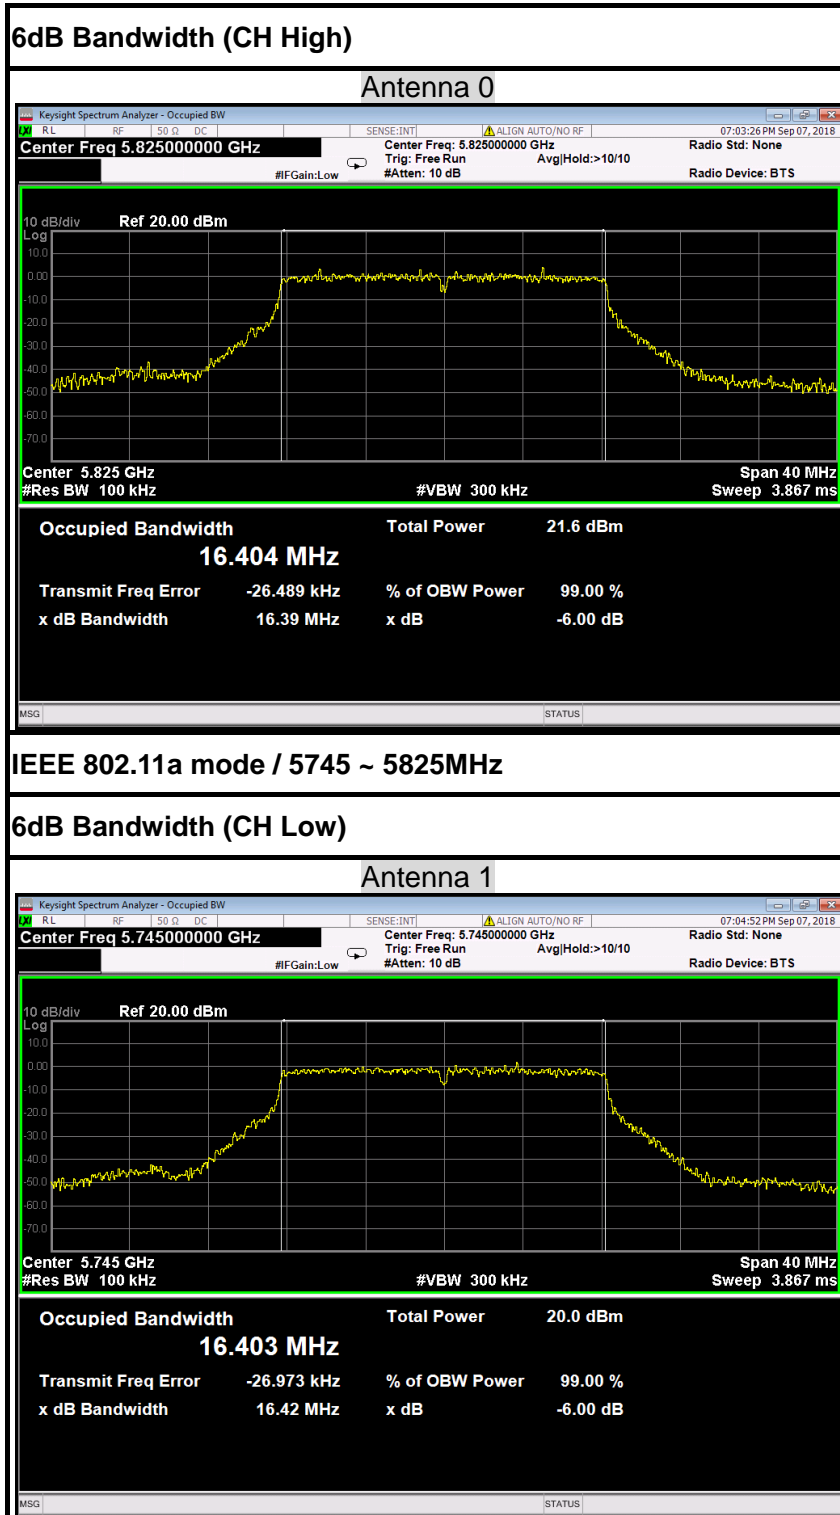 6dB Bandwidth (CH High)
Antenna 0
Keysight Spectrum Analyzer - Occupied BW
LXI RL RF 50 Ω DC SENSE:INT ALIGN AUTO/NO RF 07:03:26 PM Sep 07, 2018
Center Freq 5.825000000 GHz Center Freq: 5.825000000 GHz Radio Std: None
Trig: Free Run Avg|Hold:>10/10
#IFGain:Low #Atten: 10 dB Radio Device: BTS
10 dB/div Ref 20.00 dBm
Log
10.0
0.00
-10.0
-20.0
-30.0
-40.0
-50.0
-60.0
-70.0
Center 5.825 GHz Span 40 MHz
#Res BW 100 kHz #VBW 300 kHz Sweep 3.867 ms
Occupied Bandwidth Total Power 21.6 dBm
16.404 MHz
Transmit Freq Error -26.489 kHz % of OBW Power 99.00 %
x dB Bandwidth 16.39 MHz x dB -6.00 dB
MSG STATUS
IEEE 802.11a mode / 5745 ~ 5825MHz
6dB Bandwidth (CH Low)
Antenna 1
Keysight Spectrum Analyzer - Occupied BW
LXI RL RF 50 Ω DC SENSE:INT ALIGN AUTO/NO RF 07:04:52 PM Sep 07, 2018
Center Freq 5.745000000 GHz Center Freq: 5.745000000 GHz Radio Std: None
Trig: Free Run Avg|Hold:>10/10
#IFGain:Low #Atten: 10 dB Radio Device: BTS
10 dB/div Ref 20.00 dBm
Log
10.0
0.00
-10.0
-20.0
-30.0
-40.0
-50.0
-60.0
-70.0
Center 5.745 GHz Span 40 MHz
#Res BW 100 kHz #VBW 300 kHz Sweep 3.867 ms
Occupied Bandwidth Total Power 20.0 dBm
16.403 MHz
Transmit Freq Error -26.973 kHz % of OBW Power 99.00 %
x dB Bandwidth 16.42 MHz x dB -6.00 dB
MSG STATUS